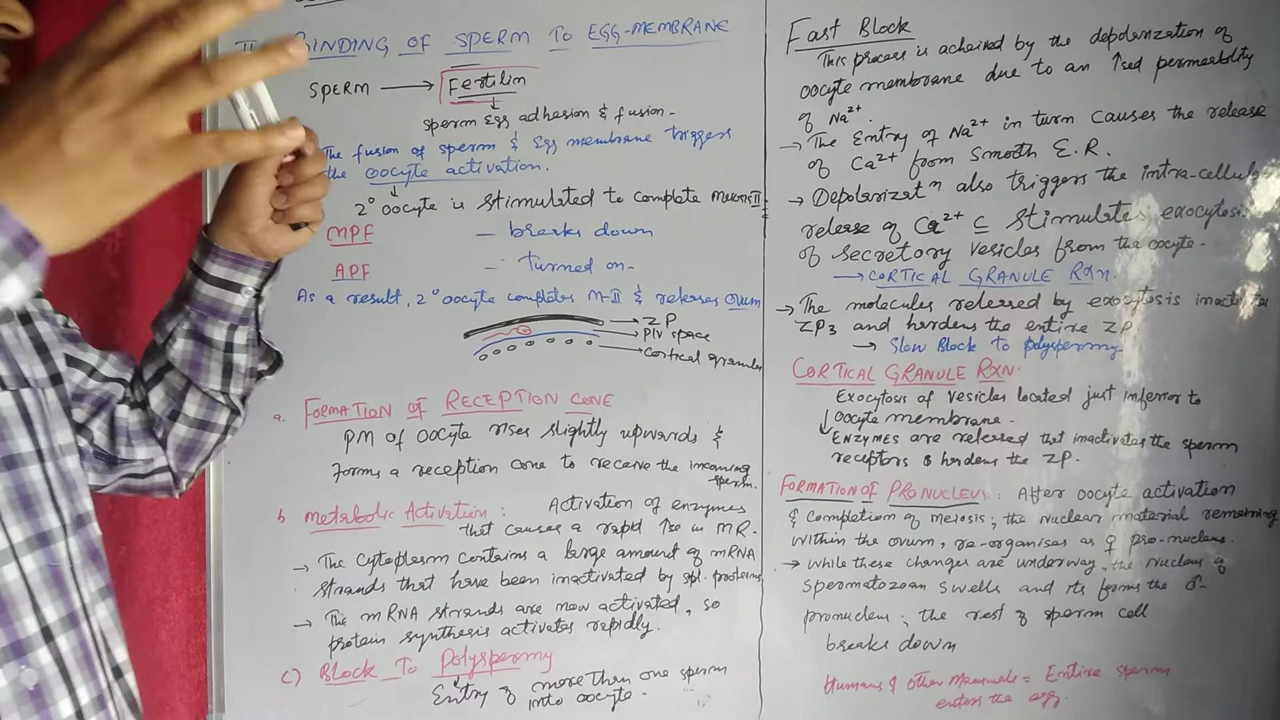 BINDING OF SPERM TO EGG-MEMBRANE
SPERM → Fertilin
sperm Egg adhesion & fusion-
The fusion of sperm & Egg membrane triggers
the oocyte activation.
2° oocyte is stimulated to complete meiosis II
MPF - breaks down
APF - turned on-
As a result, 2° oocyte completes M-II & releases ovum
→ ZP
→ PIV space
→ Cortical granules
a. FORMATION OF RECEPTION CONE
PM of oocyte rises slightly upwards &
forms a reception cone to receive the incoming
sperm.
b Metabolic Activation: Activation of enzymes
that causes a rapid ↑se in MR.
→ The cytoplasm contains a large amount of mRNA
strands that have been inactivated by spl. proteins
→ The mRNA strands are now activated, so
protein synthesis activates rapidly.
c) BLOCK TO Polyspermy
Entry of more than one sperm
into oocyte-
Fast Block
This process is acheived by the depolarization of
oocyte membrane due to an ↑sed permeability
of Na2+.
→ The Entry of Na2+ in turn causes the release
of Ca2+ from smooth E.R.
→ Depolarizatn also triggers the intra-cellular
release of Ca2+ ⊆ stimulates exocytosis
of secretory vesicles from the oocyte-
→ CORTICAL GRANULE RXN.
→ The molecules released by exocytosis
ZP3 and hardens the entire ZP
→ Slow Block to polyspermy
CORTICAL GRANULE RXN.
Exocytosis of vesicles located just inferior to
↓ oocyte membrane-
Enzymes are released that inactivates the sperm
receptors & hardens the ZP.
FORMATION OF PRONUCLEUS: After oocyte activation
& completion of meiosis; the nuclear material remaining
within the ovum, re-organises as ♀ pro-nucleus.
→ while these changes are underway, the nucleus of
spermatozoan swells and its forms the ♂-
pronucleus; the rest of sperm cell
breaks down
Humans & other Mammals = Entire sperm
enters the egg.